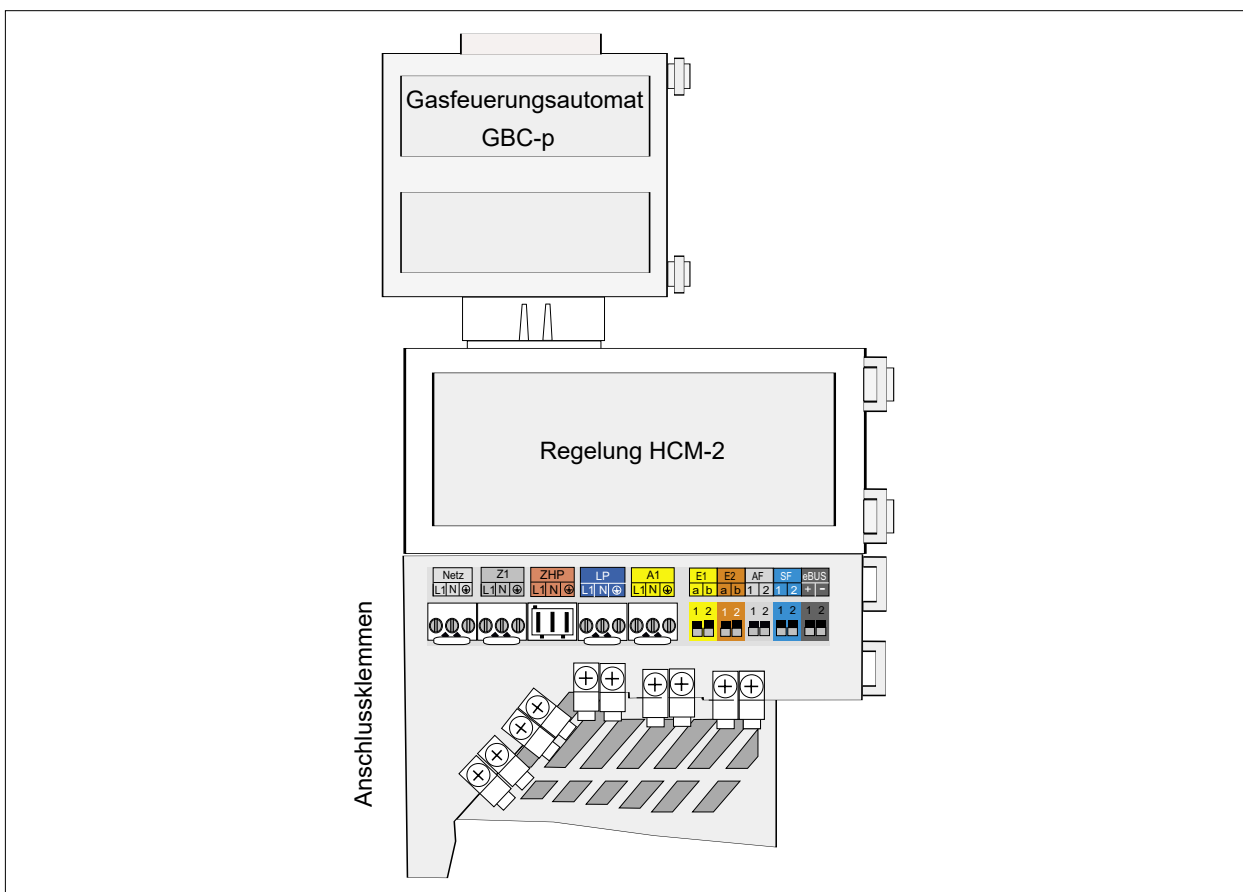 Gasfeuerungsautomat
GBC-p
Regelung HCM-2
Netz Z1 ZHP LP A1 E1 E2 AF SF eBUS
L1 N L1 N L1 N L1 N L1 N a b a b 1 2 1 2 + -
1 2 1 2 1 2 1 2 1 2
Anschlussklemmen